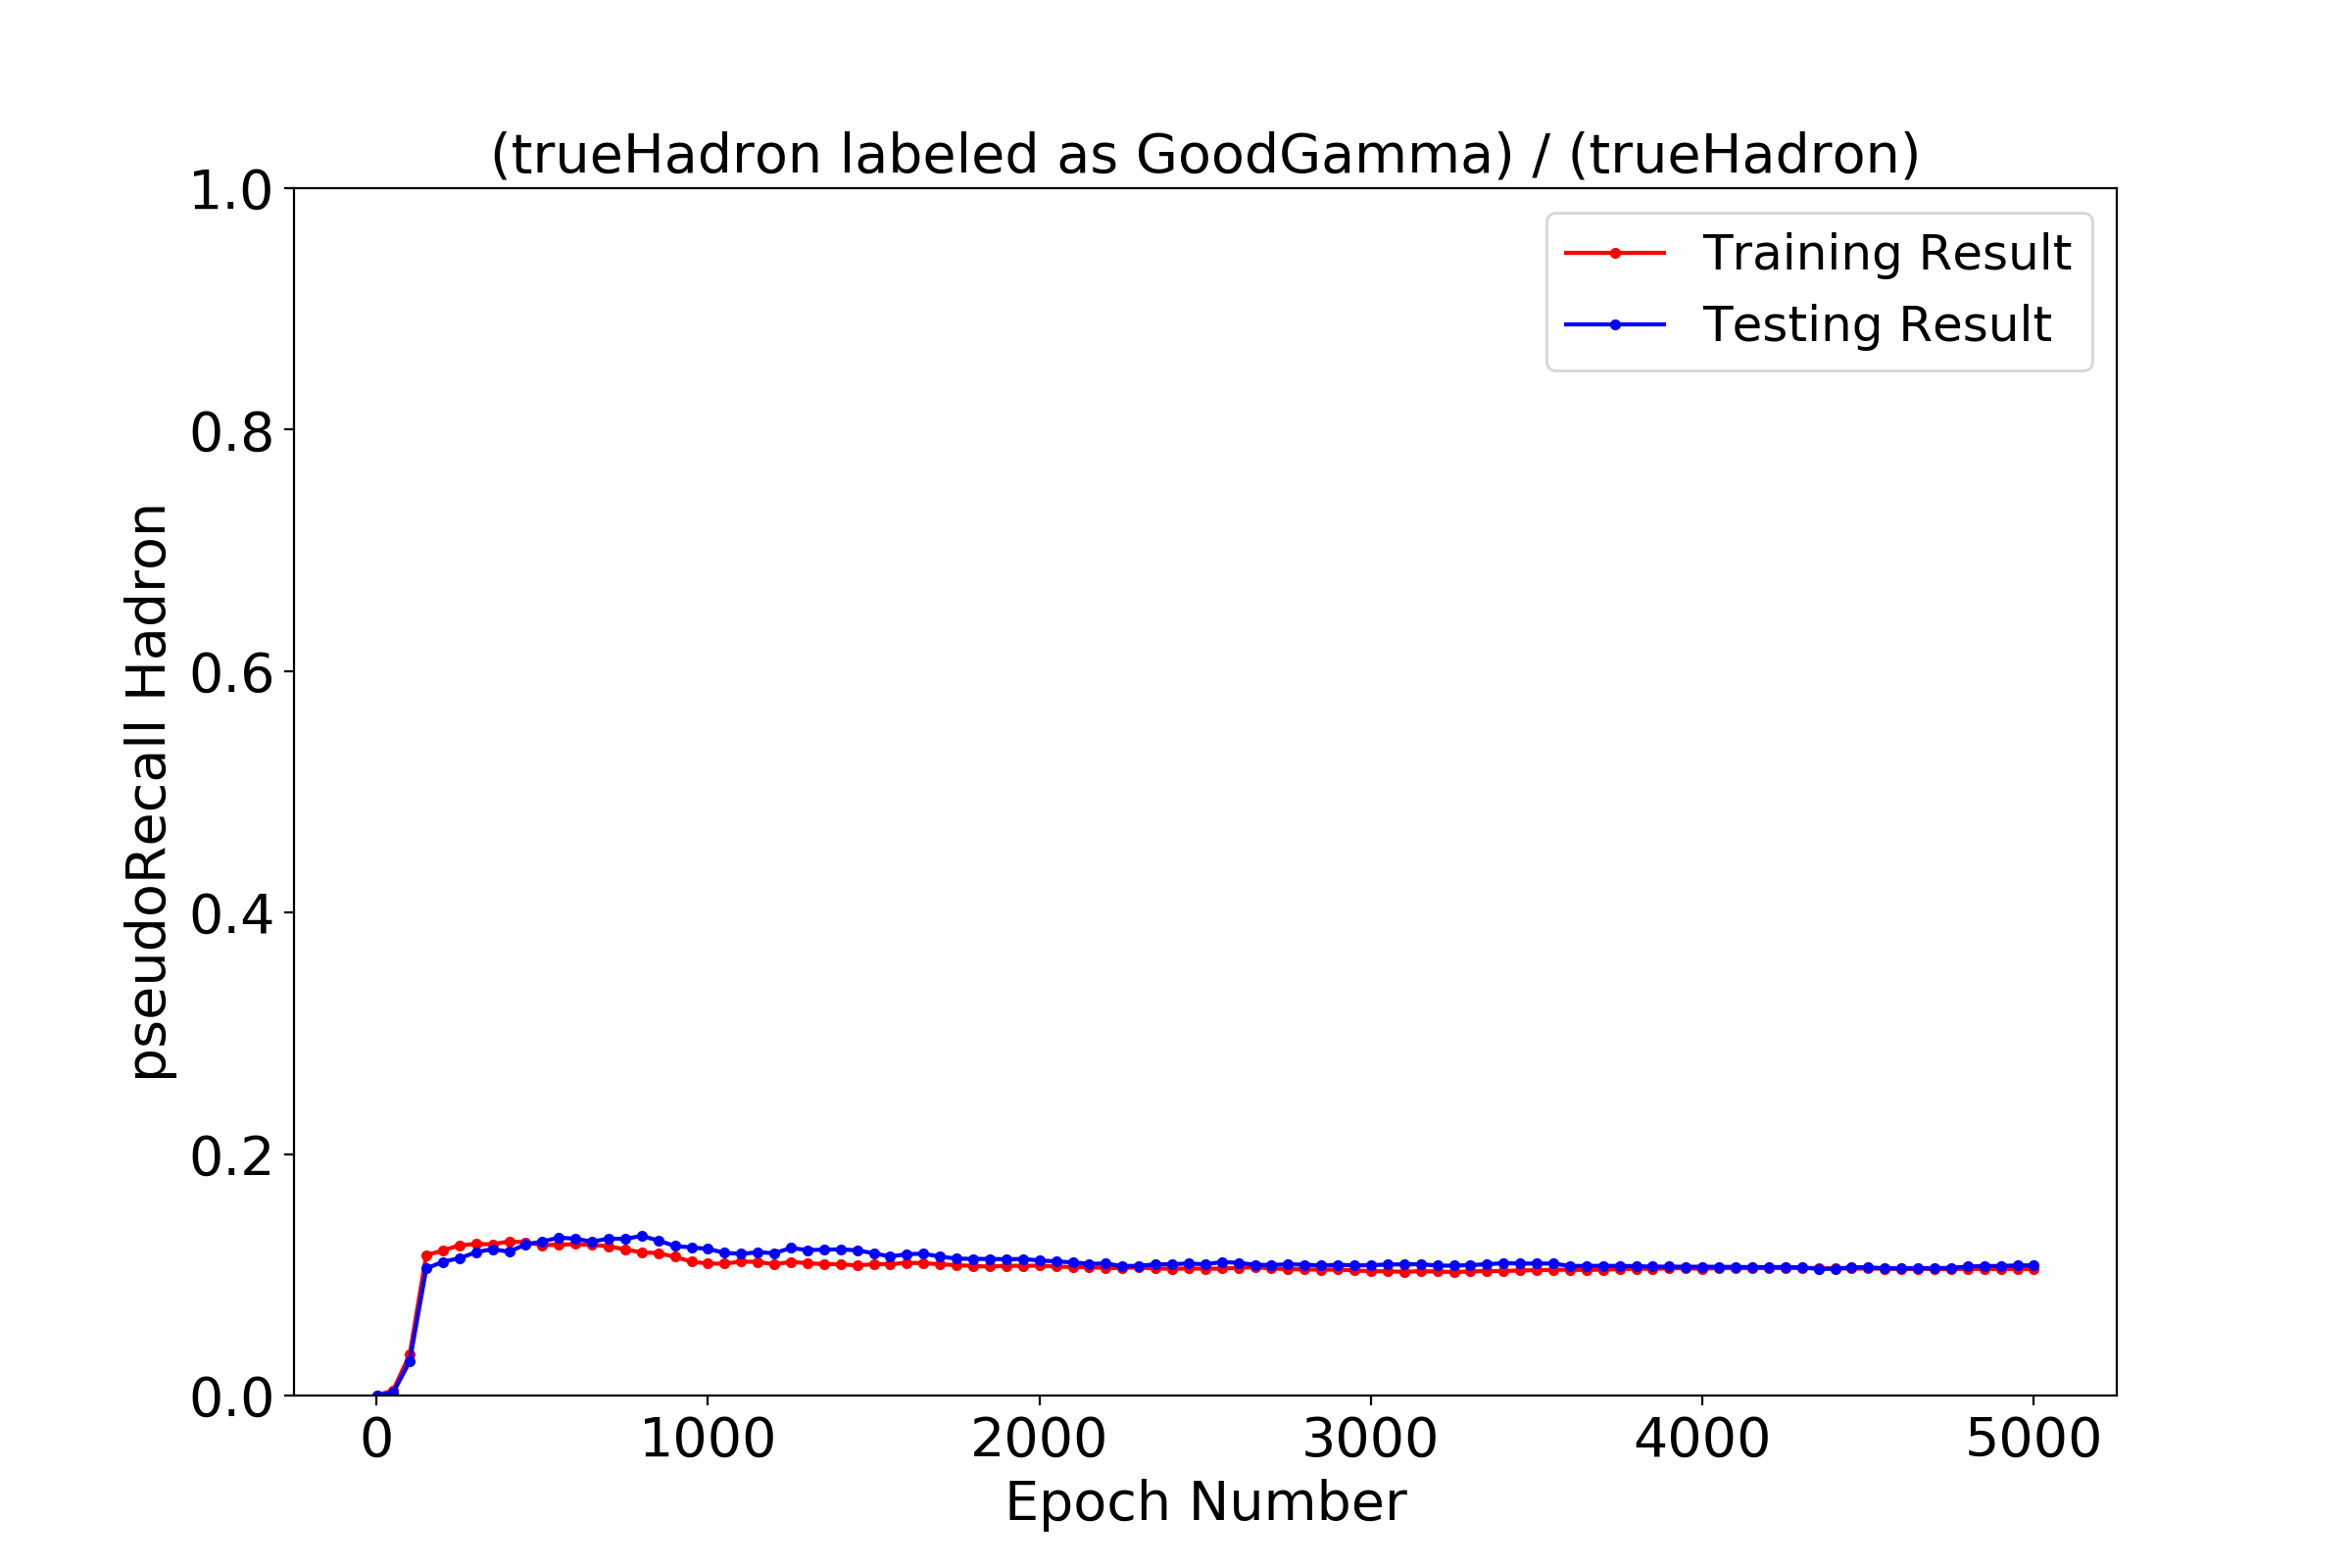 (trueHadron labeled as GoodGamma) / (trueHadron)
1.0
0.8
0.6
0.4
0.2
0.0
pseudoRecall Hadron
Training Result
Testing Result
0 1000 2000 3000 4000 5000
Epoch Number